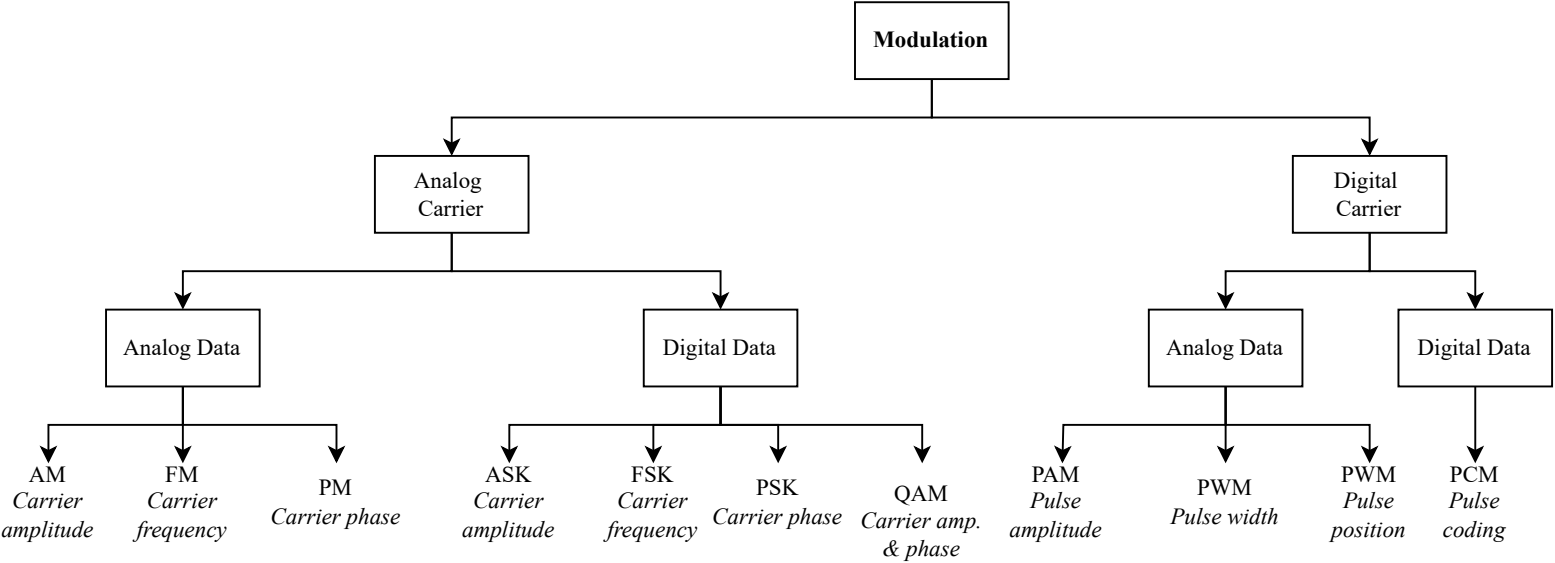 Modulation
Analog
Carrier
Digital
Carrier
Analog Data
Digital Data
Analog Data
Digital Data
AM
Carrier
amplitude
FM
Carrier
frequency
PM
Carrier phase
ASK
Carrier
amplitude
FSK
Carrier
frequency
PSK
Carrier phase
QAM
Carrier amp.
& phase
PAM
Pulse
amplitude
PWM
Pulse width
PWM
Pulse
position
PCM
Pulse
coding